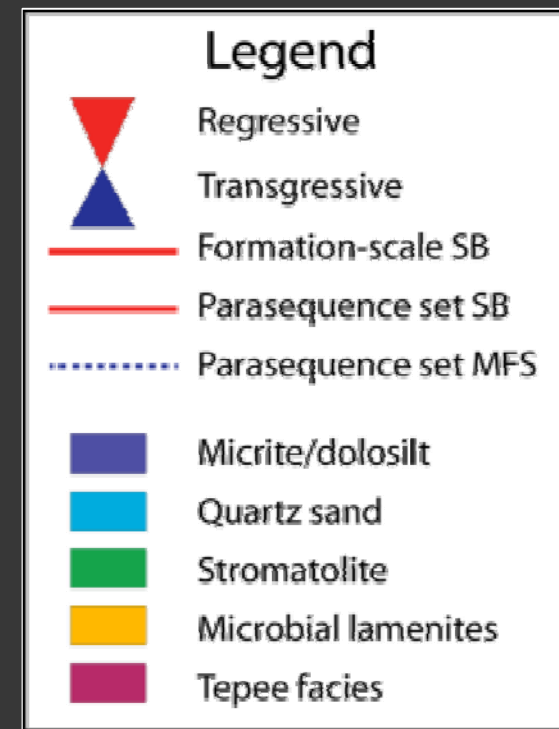 Legend
Regressive
Transgressive
Formation-scale SB
Parasequence set SB
Parasequence set MFS
Micrite/dolosilt
Quartz sand
Stromatolite
Microbial lamenites
Tepee facies